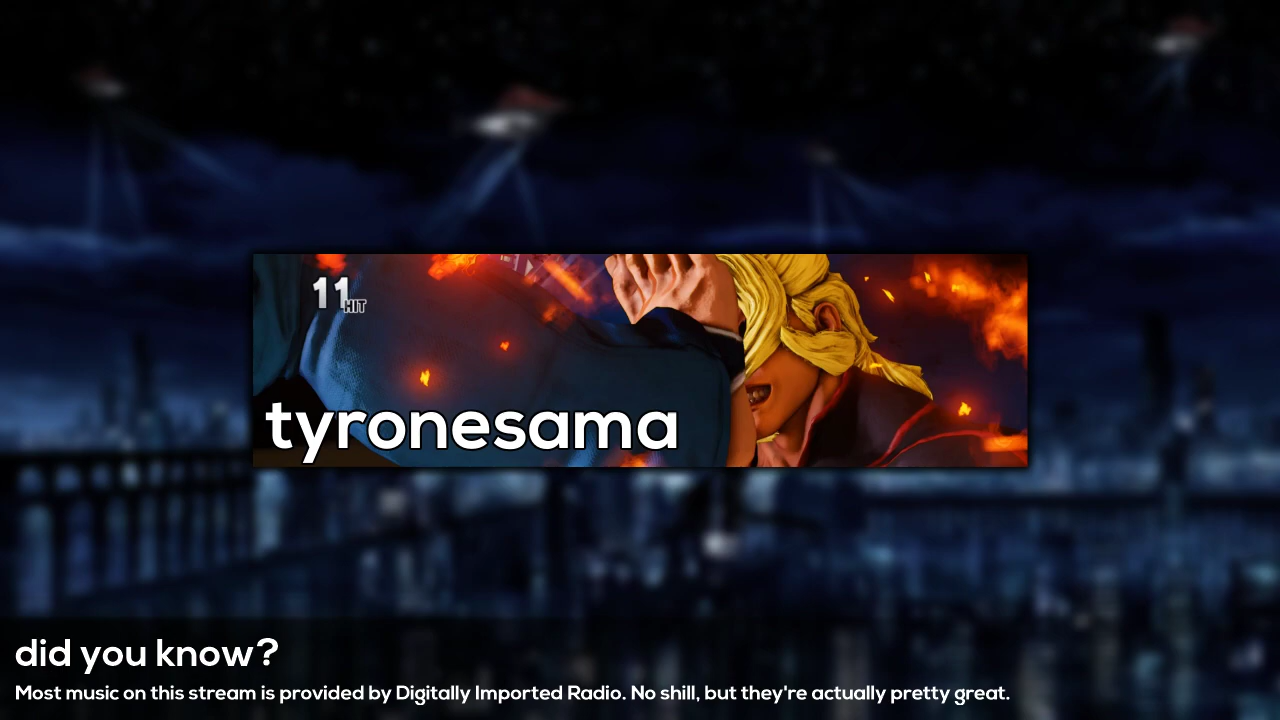 11
HIT
tyronesama
did you know?
Most music on this stream is provided by Digitally Imported Radio. No shill, but they're actually pretty great.